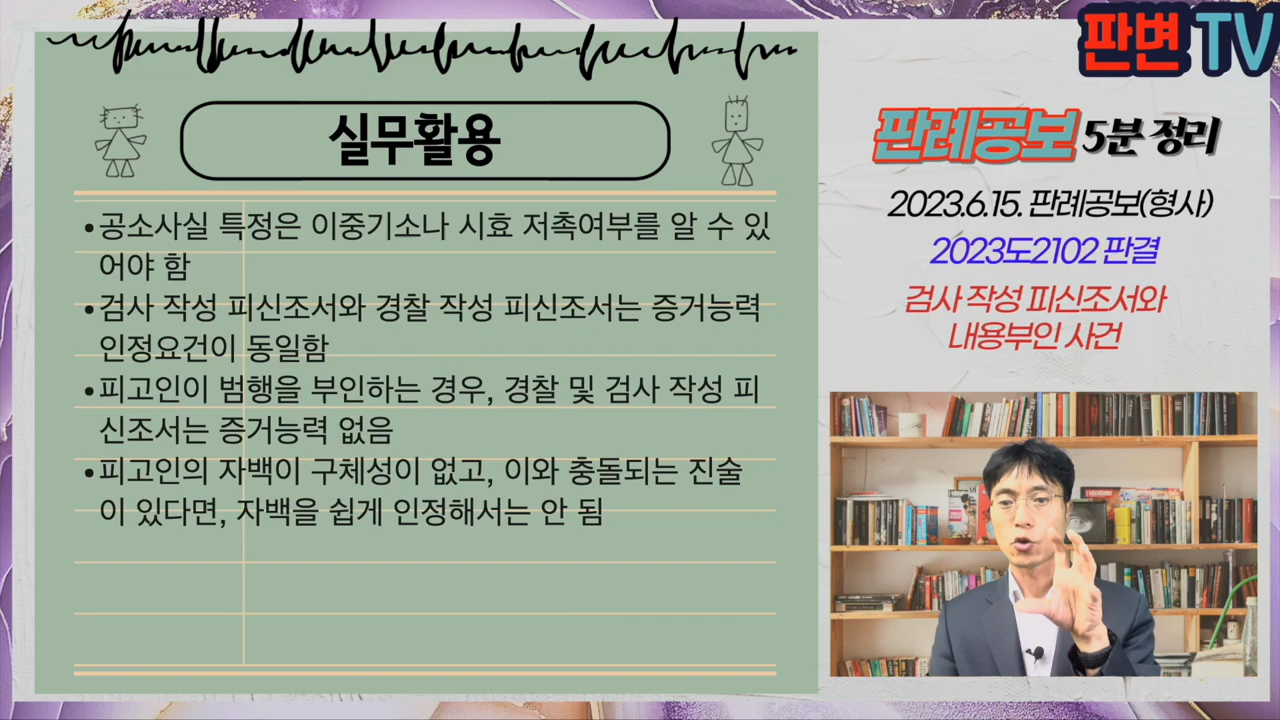 판변 TV
실무활용
•공소사실 특정은 이중기소나 시효 저촉여부를 알 수 있
어야 함
•검사 작성 피신조서와 경찰 작성 피신조서는 증거능력
인정요건이 동일함
•피고인이 범행을 부인하는 경우, 경찰 및 검사 작성 피
신조서는 증거능력 없음
•피고인의 자백이 구체성이 없고, 이와 충돌되는 진술
이 있다면, 자백을 쉽게 인정해서는 안 됨
판례공보 5분 정리
2023.6.15. 판례공보(형사)
2023도2102 판결
검사 작성 피신조서와
내용부인 사건